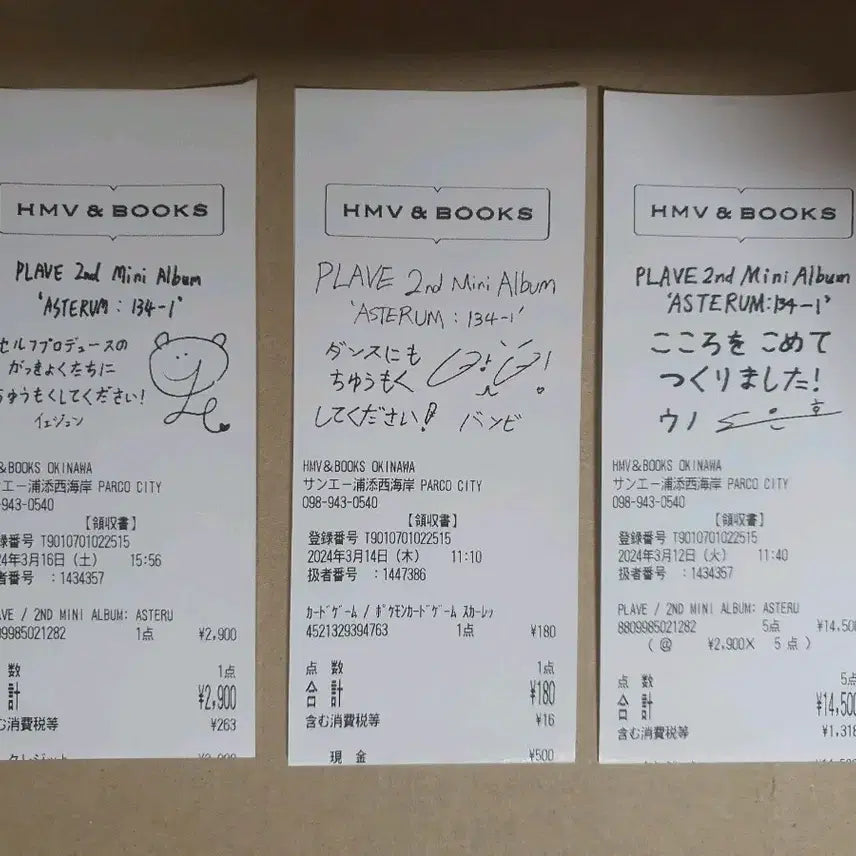 HMV & BOOKS
PLAVE 2nd Mini Album
'ASTERUM : 134-1'
セルフプロデュースの
がっきょくたちに
ちゅうもくしてください!
イェジュン
&BOOKS OKINAWA
サンエー浦添西海岸 PARCO CITY
-943-0540
【領収書】
録番号 T9010701022515
24年3月16日(土) 15:56
扱者番号 :1434357
AVE / 2ND MINI ALBUM: ASTERU
09985021282 1点 ¥2,900
数 1点
計 ¥2,900
む消費税等 ¥263
クレジット
HMV & BOOKS
PLAVE 2nd Mini Album
'ASTERUM : 134-1'
ダンスにも
ちゅうもく
してください!
バンビ
HMV&BOOKS OKINAWA
サンエー浦添西海岸 PARCO CITY
098-943-0540
【領収書】
登録番号 T9010701022515
2024年3月14日(木) 11:10
扱者番号 :1447386
カードゲーム / ポケモンカードゲーム スカーレッ
4521329394763 1点 ¥180
点 数 1点
合 計 ¥180
含む消費税等 ¥16
現 金 ¥500
HMV & BOOKS
PLAVE 2nd Mini Album
'ASTERUM:134-1'
こころを こめて
つくりました!
ウノ
HMV&BOOKS OKINAWA
サンエー浦添西海岸 PARCO CITY
098-943-0540
【領収書】
登録番号 T9010701022515
2024年3月12日(火) 11:40
扱者番号 :1434357
PLAVE / 2ND MINI ALBUM: ASTERU
8809985021282 5点 ¥14,500
( @ ¥2,900× 5 点 )
点 数 5点
合 計 ¥14,500
含む消費税等 ¥1,318